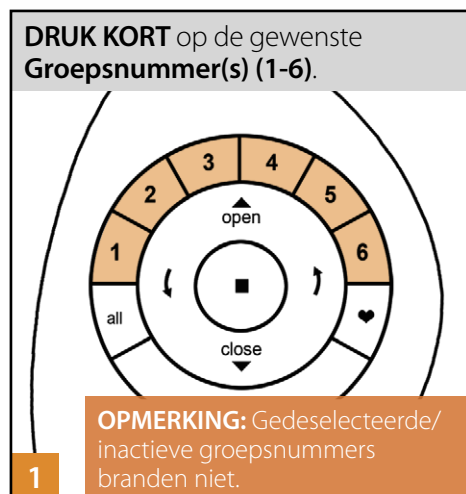 DRUK KORT op de gewenste
Groepsnummer(s) (1-6).
1
2
3
4
5
6
open
all
❤
close
OPMERKING: Gedeselecteerde/
inactieve groepsnummers
branden niet.
1